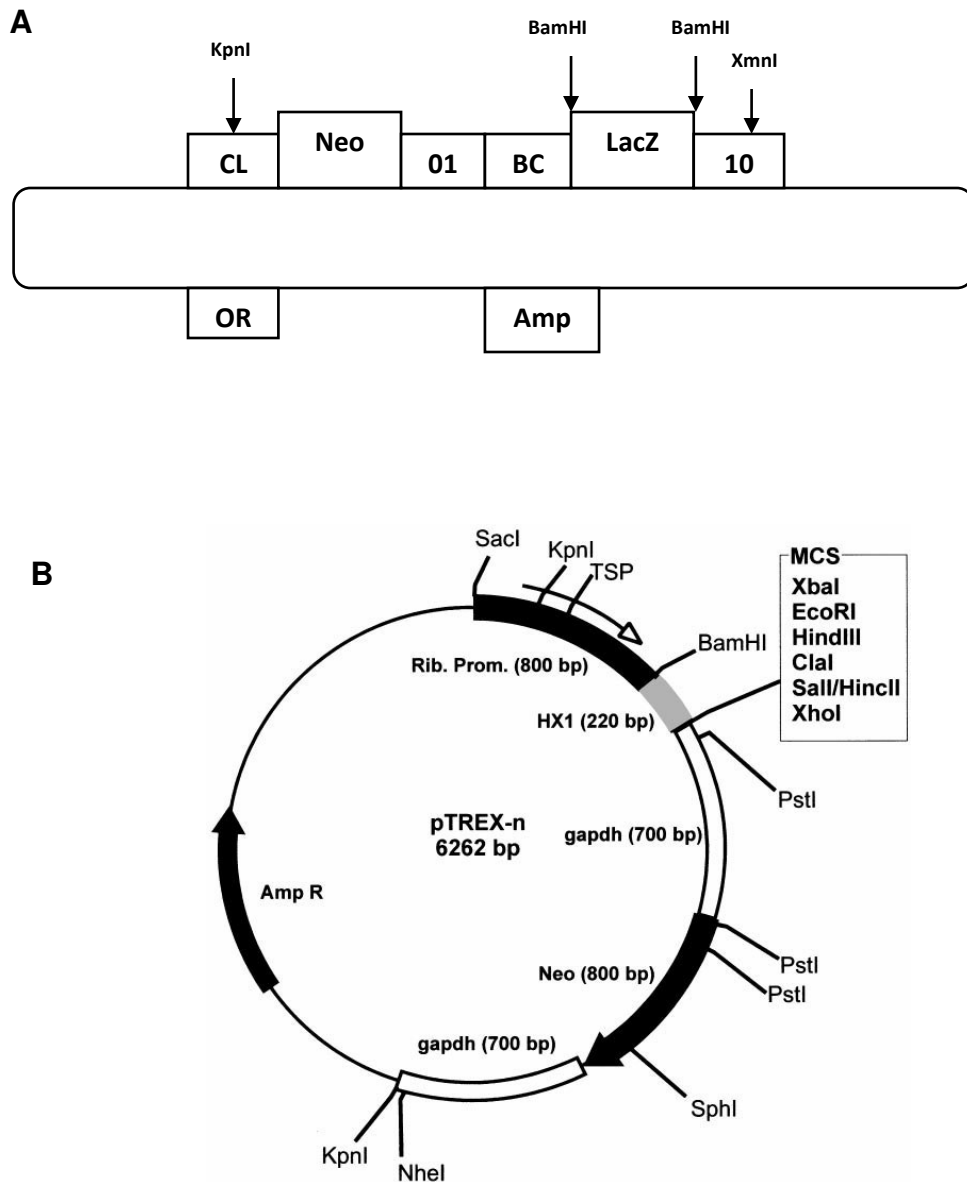 A
KpnI
BamHI
BamHI
XmnI
CL
Neo
01
BC
LacZ
10
OR
Amp
B
SacI
KpnI
TSP
BamHI
MCS
XbaI
EcoRI
HindIII
ClaI
SalI/HincII
XhoI
Rib. Prom. (800 bp)
HX1 (220 bp)
PstI
pTREX-n
6262 bp
gapdh (700 bp)
Amp R
PstI
PstI
Neo (800 bp)
gapdh (700 bp)
SphI
KpnI
NheI